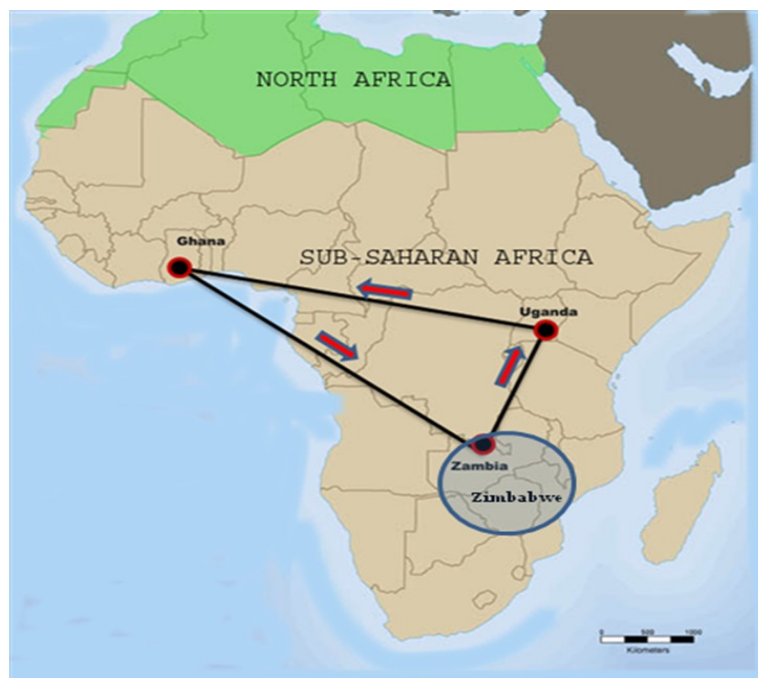 NORTH AFRICA
Ghana
SUB-SAHARAN AFRICA
Uganda
Zambia
Zimbabwe
0 500 1000
Kilometers